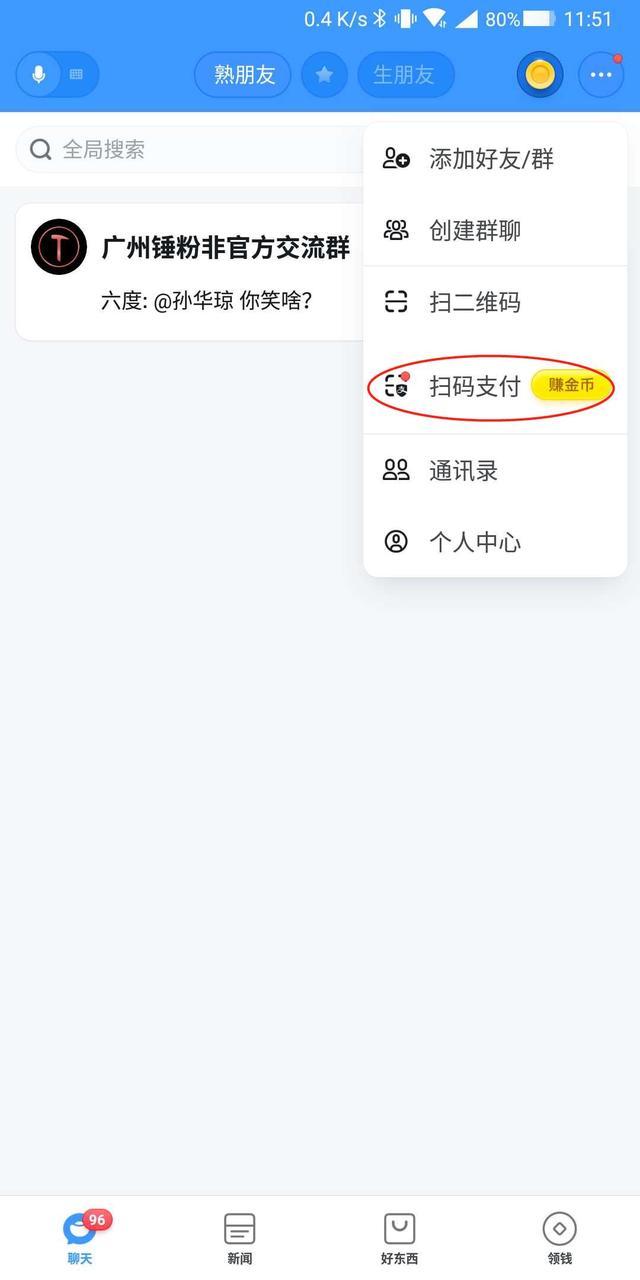 0.4 K/s 80% 11:51
熟朋友 生朋友
全局搜索
添加好友/群
创建群聊
广州锤粉非官方交流群
六度: @孙华琼 你笑啥?
扫二维码
扫码支付 赚金币
通讯录
个人中心
96
聊天 新闻 好东西 领钱